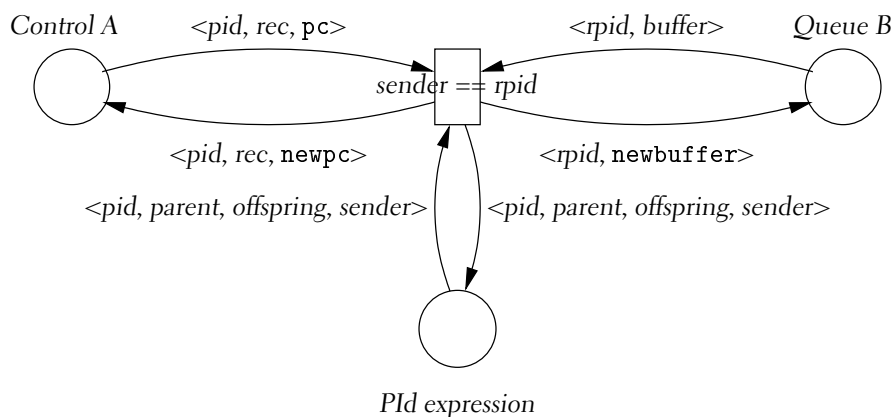 Control A
<pid, rec, pc>
<rpid, buffer>
Queue B
sender == rpid
<pid, rec, newpc>
<rpid, newbuffer>
<pid, parent, offspring, sender>
<pid, parent, offspring, sender>
PId expression